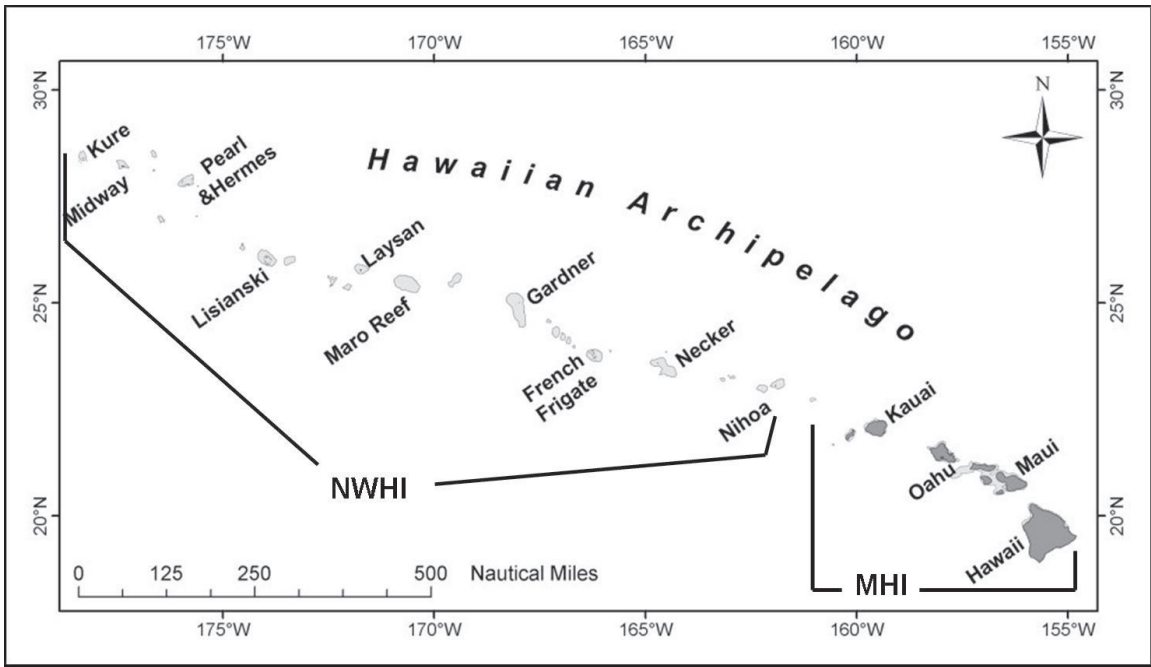 175°W 170°W 165°W 160°W 155°W
30°N 30°N
N
Hawaiian Archipelago
Kure
Pearl
&Hermes
Midway
Laysan
Lisianski
Gardner
25°N 25°N
Maro Reef
Necker
French
Frigate
Nihoa
Kauai
Oahu
Maui
NWHI
20°N 20°N
Hawaii
0 125 250 500 Nautical Miles
MHI
175°W 170°W 165°W 160°W 155°W